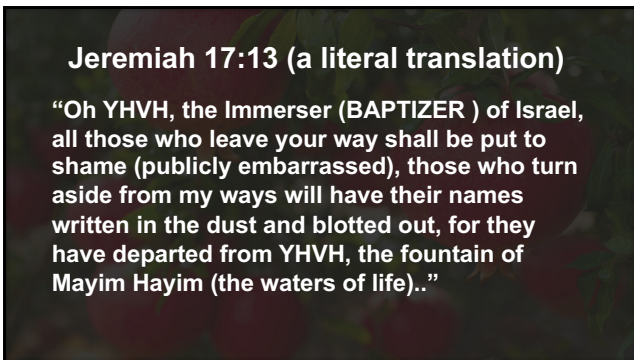 Jeremiah 17:13 (a literal translation)
“Oh YHVH, the Immerser (BAPTIZER ) of Israel,
all those who leave your way shall be put to
shame (publicly embarrassed), those who turn
aside from my ways will have their names
written in the dust and blotted out, for they
have departed from YHVH, the fountain of
Mayim Hayim (the waters of life)..”